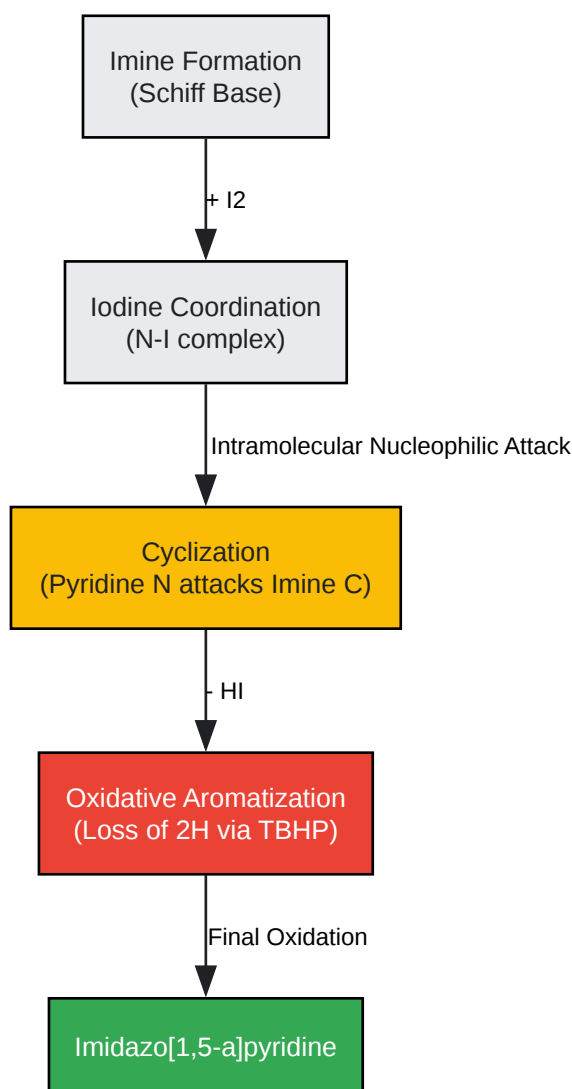 Imine Formation
(Schiff Base)
+ I2
Iodine Coordination
(N-I complex)
Intramolecular Nucleophilic Attack
Cyclization
(Pyridine N attacks Imine C)
- HI
Oxidative Aromatization
(Loss of 2H via TBHP)
Final Oxidation
Imidazo[1,5-a]pyridine